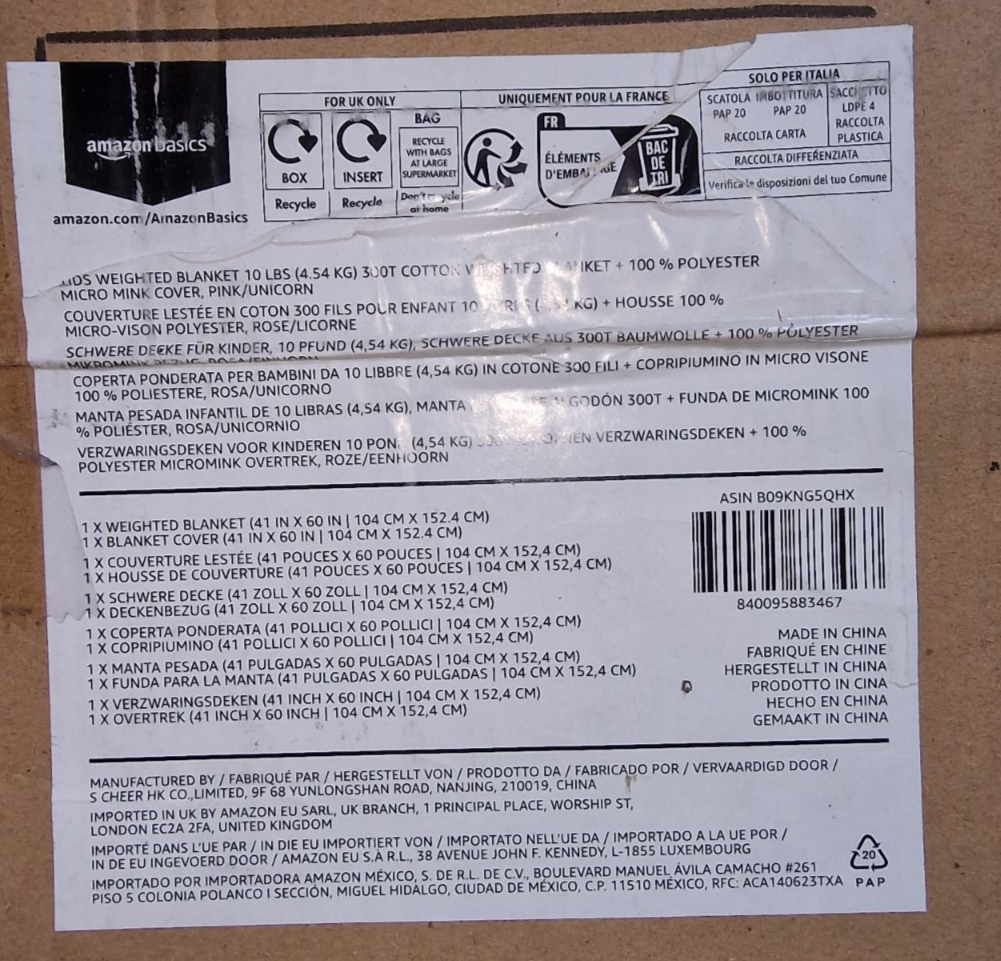 amazon basics
amazon.com/AmazonBasics
FOR UK ONLY
BOX
Recycle
INSERT
Recycle
BAG
RECYCLE
WITH BAGS
AT LARGE
SUPERMARKET
at home
UNIQUEMENT POUR LA FRANCE
FR
ÉLÉMENTS
BAC
DE
TRI
SOLO PER ITALIA
SCATOLA IMBOTTITURA SACCHETTO
PAP 20 PAP 20 LDPE 4
RACCOLTA CARTA
RACCOLTA
PLASTICA
RACCOLTA DIFFERENZIATA
Verifica le disposizioni del tuo Comune
WEIGHTED BLANKET 10 LBS (4.54 KG) 300T COTTON + 100 % POLYESTER
MICRO MINK COVER, PINK/UNICORN
COUVERTURE LESTÉE EN COTON 300 FILS POUR ENFANT 10 KG) + HOUSSE 100 %
MICRO-VISON POLYESTER, ROSE/LICORNE
SCHWERE DECKE FÜR KINDER, 10 PFUND (4,54 KG), SCHWERE DECKE AUS 300T BAUMWOLLE + 100 % POLYESTER
COPERTA PONDERATA PER BAMBINI DA 10 LIBBRE (4,54 KG) IN COTONE 300 FILI + COPRIPIUMINO IN MICRO VISONE
100 % POLIESTERE, ROSA/UNICORNO
MANTA PESADA INFANTIL DE 10 LIBRAS (4,54 KG), MANTA ALGODÓN 300T + FUNDA DE MICROMINK 100
% POLIÉSTER, ROSA/UNICORNIO
VERZWARINGSDEKEN VOOR KINDEREN 10 (4,54 KG) VERZWARINGSDEKEN + 100 %
POLYESTER MICROMINK OVERTREK, ROZE/EENHOORN
1 X WEIGHTED BLANKET (41 IN X 60 IN | 104 CM X 152.4 CM)
1 X BLANKET COVER (41 IN X 60 IN | 104 CM X 152.4 CM)
1 X COUVERTURE LESTÉE (41 POUCES X 60 POUCES | 104 CM X 152,4 CM)
1 X HOUSSE DE COUVERTURE (41 POUCES X 60 POUCES | 104 CM X 152,4 CM)
1 X SCHWERE DECKE (41 ZOLL X 60 ZOLL | 104 CM X 152,4 CM)
1 X DECKENBEZUG (41 ZOLL X 60 ZOLL | 104 CM X 152,4 CM)
1 X COPERTA PONDERATA (41 POLLICI X 60 POLLICI | 104 CM X 152,4 CM)
1 X COPRIPIUMINO (41 POLLICI X 60 POLLICI | 104 CM X 152,4 CM)
1 X MANTA PESADA (41 PULGADAS X 60 PULGADAS | 104 CM X 152,4 CM)
1 X FUNDA PARA LA MANTA (41 PULGADAS X 60 PULGADAS | 104 CM X 152,4 CM)
1 X VERZWARINGSDEKEN (41 INCH X 60 INCH | 104 CM X 152,4 CM)
1 X OVERTREK (41 INCH X 60 INCH | 104 CM X 152,4 CM)
ASIN B09KNG5QHX
840095883467
MADE IN CHINA
FABRIQUÉ EN CHINE
HERGESTELLT IN CHINA
PRODOTTO IN CINA
HECHO EN CHINA
GEMAAKT IN CHINA
MANUFACTURED BY / FABRIQUÉ PAR / HERGESTELLT VON / PRODOTTO DA / FABRICADO POR / VERVAARDIGD DOOR /
S CHEER HK CO.,LIMITED, 9F 68 YUNLONGSHAN ROAD, NANJING, 210019, CHINA
IMPORTED IN UK BY AMAZON EU SARL, UK BRANCH, 1 PRINCIPAL PLACE, WORSHIP ST,
LONDON EC2A 2FA, UNITED KINGDOM
IMPORTÉ DANS L'UE PAR / IN DIE EU IMPORTIERT VON / IMPORTATO NELL'UE DA / IMPORTADO A LA UE POR /
IN DE EU INGEVOERD DOOR / AMAZON EU S.À R.L., 38 AVENUE JOHN F. KENNEDY, L-1855 LUXEMBOURG
IMPORTADO POR IMPORTADORA AMAZON MÉXICO, S. DE R.L. DE C.V., BOULEVARD MANUEL ÁVILA CAMACHO #261
PISO 5 COLONIA POLANCO I SECCIÓN, MIGUEL HIDALGO, CIUDAD DE MÉXICO, C.P. 11510 MÉXICO, RFC: ACA140623TXA
20
PAP